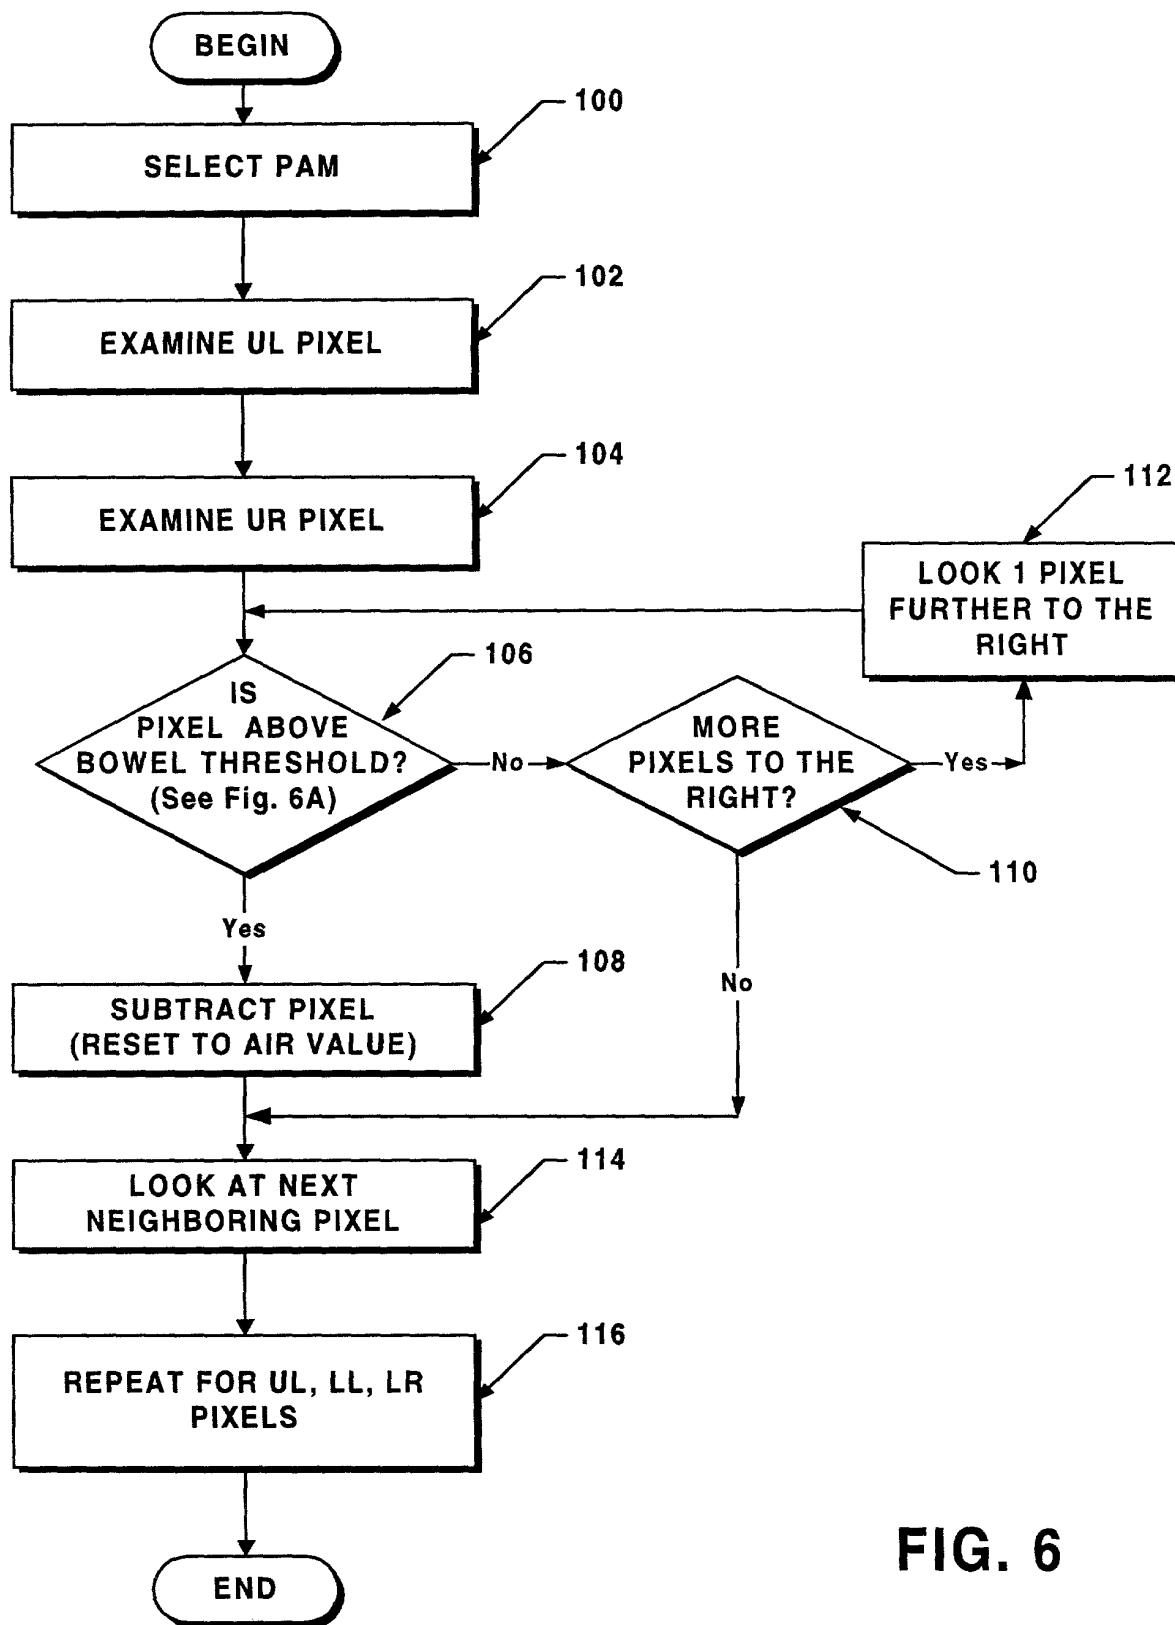 BEGIN
100
SELECT PAM
102
EXAMINE UL PIXEL
104
EXAMINE UR PIXEL
112
LOOK 1 PIXEL
FURTHER TO THE
RIGHT
106
IS
PIXEL ABOVE
BOWEL THRESHOLD?
(See Fig. 6A)
No
MORE
PIXELS TO THE
RIGHT?
Yes
110
Yes
No
108
SUBTRACT PIXEL
(RESET TO AIR VALUE)
114
LOOK AT NEXT
NEIGHBORING PIXEL
116
REPEAT FOR UL, LL, LR
PIXELS
END
FIG. 6